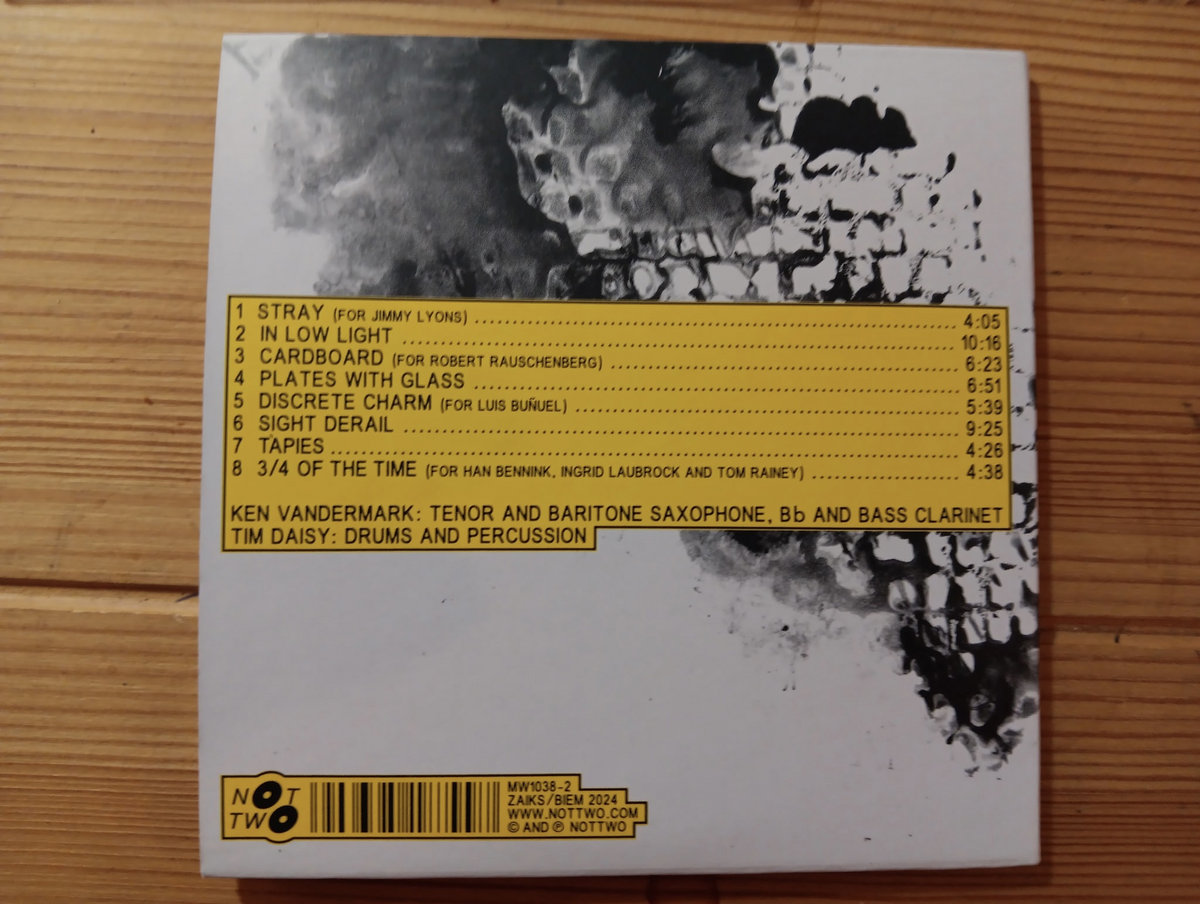 1 STRAY (FOR JIMMY LYONS) ........ 4:05
2 IN LOW LIGHT ........ 10:16
3 CARDBOARD (FOR ROBERT RAUSCHENBERG) ........ 6:23
4 PLATES WITH GLASS ........ 6:51
5 DISCRETE CHARM (FOR LUIS BUÑUEL) ........ 5:39
6 SIGHT DERAIL ........ 9:25
7 TAPIES ........ 4:26
8 3/4 OF THE TIME (FOR HAN BENNINK, INGRID LAUBROCK AND TOM RAINEY) ........ 4:38
KEN VANDERMARK: TENOR AND BARITONE SAXOPHONE, Bb AND BASS CLARINET
TIM DAISY: DRUMS AND PERCUSSION
NOT
TWO
MW1038-2
ZAIKS/BIEM 2024
WWW.NOTTWO.COM
© AND ℗ NOTTWO